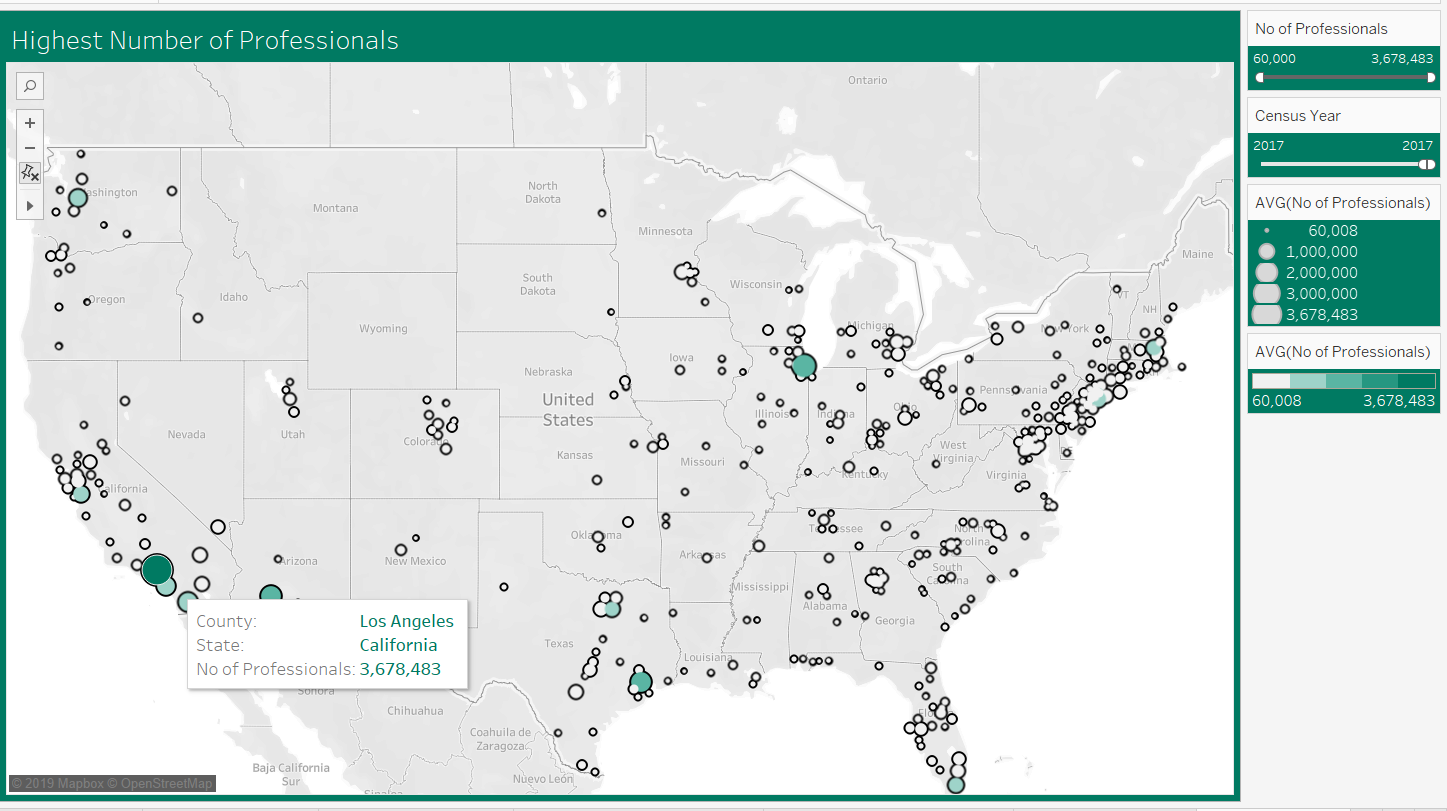 Highest Number of Professionals
Ontario
ashington
North
Dakota
Montana
Minnesota
Maine
South
Dakota
Wisconsin
VT
NH
Oregon
Idaho
Wyoming
Michigan
New York
Iowa
Nebraska
Pennsylvania
United
States
Illinois
Indiana
Ohio
Nevada
Utah
Colorado
Kansas
Missouri
West
Virginia
DE
Kentucky
Virginia
alifornia
Oklahoma
Tennessee
North
rolina
Arizona
New Mexico
Arkansas
South
Carolina
Mississippi
Alabama
Georgia
Texas
Louisiana
County: Los Angeles
State: California
No of Professionals: 3,678,483
Sonora
Chihuahua
Coahuila de
Zaragoza
Baja California
Sur
Nuevo León
Sinaloa
© 2019 Mapbox © OpenStreetMap
No of Professionals
60,000 3,678,483
Census Year
2017 2017
AVG(No of Professionals)
60,008
1,000,000
2,000,000
3,000,000
3,678,483
AVG(No of Professionals)
60,008 3,678,483